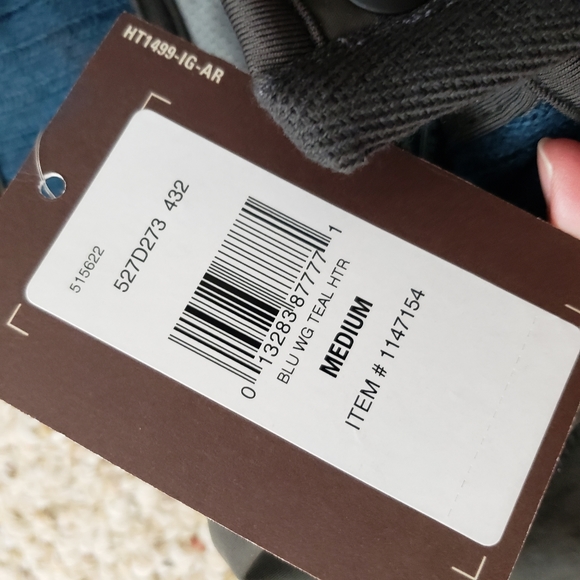 HT1499-IG-AR
515622
527D273 432
0 13283 87777 1
BLU WG TEAL HTR
MEDIUM
ITEM # 1147154